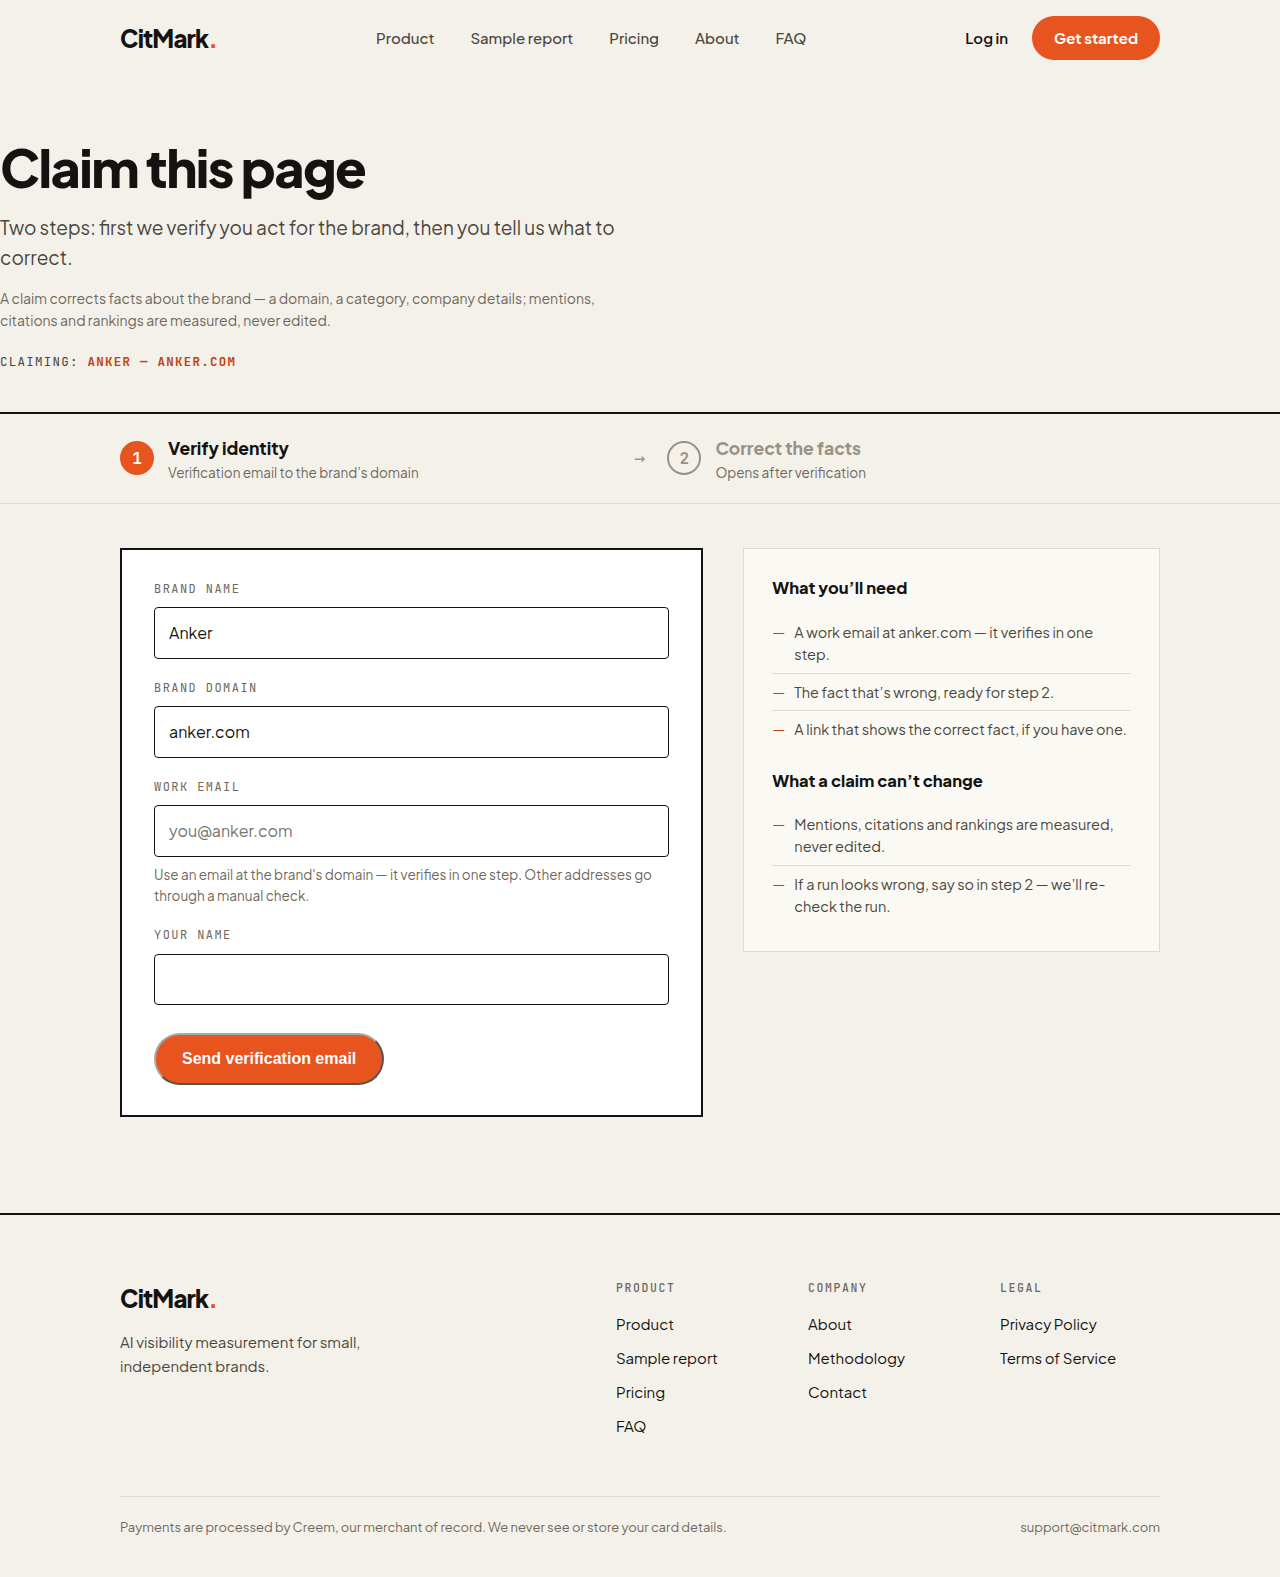 CitMark.
Product
Sample report
Pricing
About
FAQ
Log in
Get started
Claim this page
Two steps: first we verify you act for the brand, then you tell us what to
correct.
A claim corrects facts about the brand — a domain, a category, company details; mentions,
citations and rankings are measured, never edited.
CLAIMING: ANKER — ANKER.COM
1
Verify identity
Verification email to the brand’s domain
→
2
Correct the facts
Opens after verification
BRAND NAME
Anker
BRAND DOMAIN
anker.com
WORK EMAIL
you@anker.com
Use an email at the brand’s domain — it verifies in one step. Other addresses go
through a manual check.
YOUR NAME
Send verification email
What you’ll need
— A work email at anker.com — it verifies in one
step.
— The fact that’s wrong, ready for step 2.
— A link that shows the correct fact, if you have one.
What a claim can’t change
— Mentions, citations and rankings are measured,
never edited.
— If a run looks wrong, say so in step 2 — we’ll re-
check the run.
CitMark.
AI visibility measurement for small,
independent brands.
PRODUCT
Product
Sample report
Pricing
FAQ
COMPANY
About
Methodology
Contact
LEGAL
Privacy Policy
Terms of Service
Payments are processed by Creem, our merchant of record. We never see or store your card details.
support@citmark.com